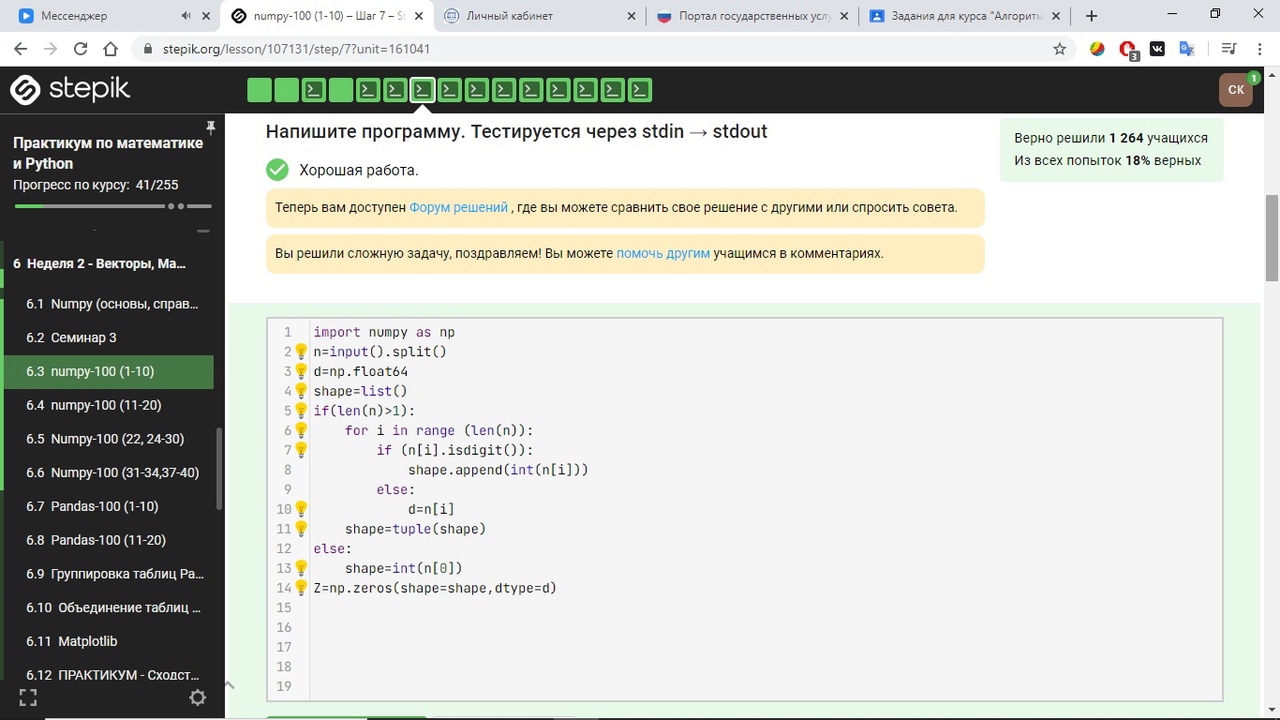 Мессенджер
numpy-100 (1-10) – Шаг 7 – St
Личный кабинет
Портал государственных услу
Задания для курса "Алгоритм
stepik.org/lesson/107131/step/7?unit=161041
3
stepik
СК
1
Практикум по математике
и Python
Прогресс по курсу: 41/255
6 Неделя 2 - Векторы, Ма...
6.1 Numpy (основы, справ...
6.2 Семинар 3
6.3 numpy-100 (1-10)
6.4 numpy-100 (11-20)
6.5 Numpy-100 (22, 24-30)
6.6 Numpy-100 (31-34,37-40)
6.7 Pandas-100 (1-10)
6.8 Pandas-100 (11-20)
6.9 Группировка таблиц Pa...
6.10 Объединение таблиц ...
6.11 Matplotlib
6.12 ПРАКТИКУМ - Сходст...
Напишите программу. Тестируется через stdin → stdout
Хорошая работа.
Теперь вам доступен Форум решений , где вы можете сравнить свое решение с другими или спросить совета.
Вы решили сложную задачу, поздравляем! Вы можете помочь другим учащимся в комментариях.
Верно решили 1 264 учащихся
Из всех попыток 18% верных
1 import numpy as np
2 n=input().split()
3 d=np.float64
4 shape=list()
5 if(len(n)>1):
6     for i in range (len(n)):
7         if (n[i].isdigit()):
8             shape.append(int(n[i]))
9         else:
10             d=n[i]
11     shape=tuple(shape)
12 else:
13     shape=int(n[0])
14 Z=np.zeros(shape=shape,dtype=d)
15
16
17
18
19